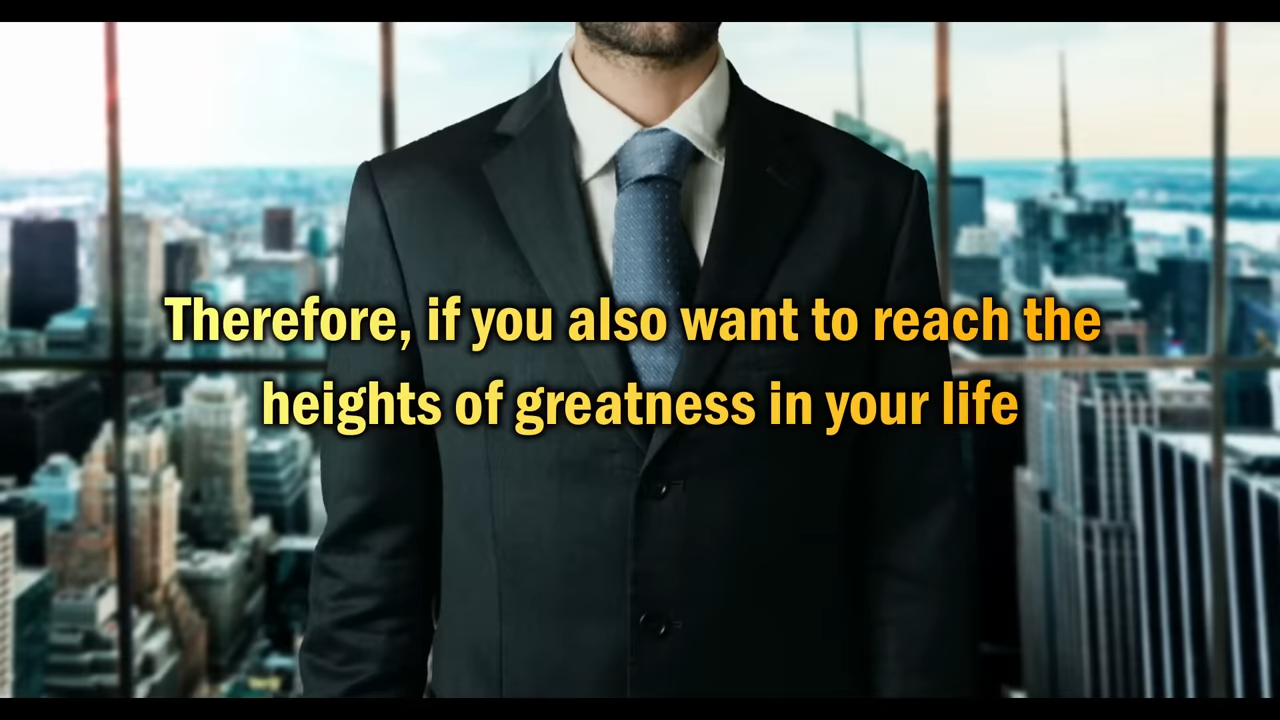 Therefore, if you also want to reach the
heights of greatness in your life